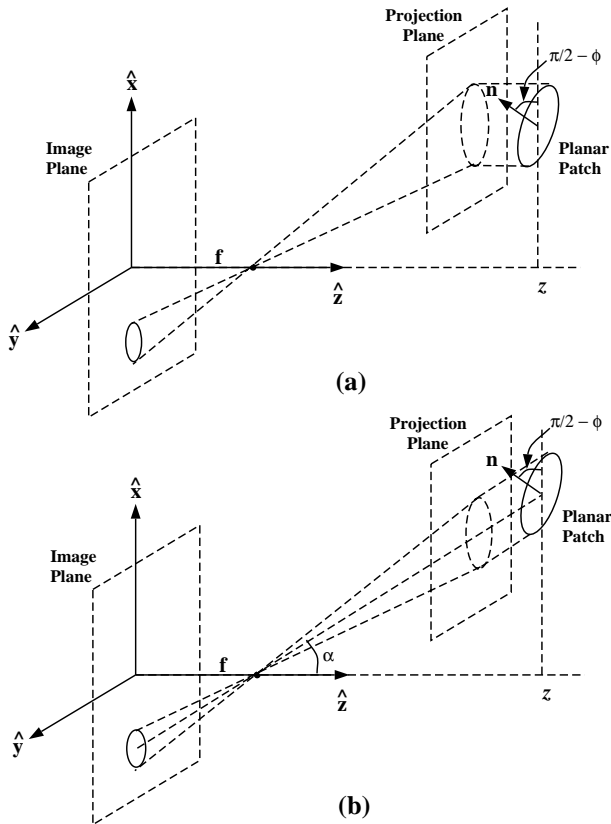 Projection
Plane
π/2 − ϕ
x̂
n
Image
Plane
Planar
Patch
f
ẑ
z
ŷ
(a)
Projection
Plane
π/2 − ϕ
x̂
n
Image
Plane
Planar
Patch
α
f
ẑ
z
ŷ
(b)